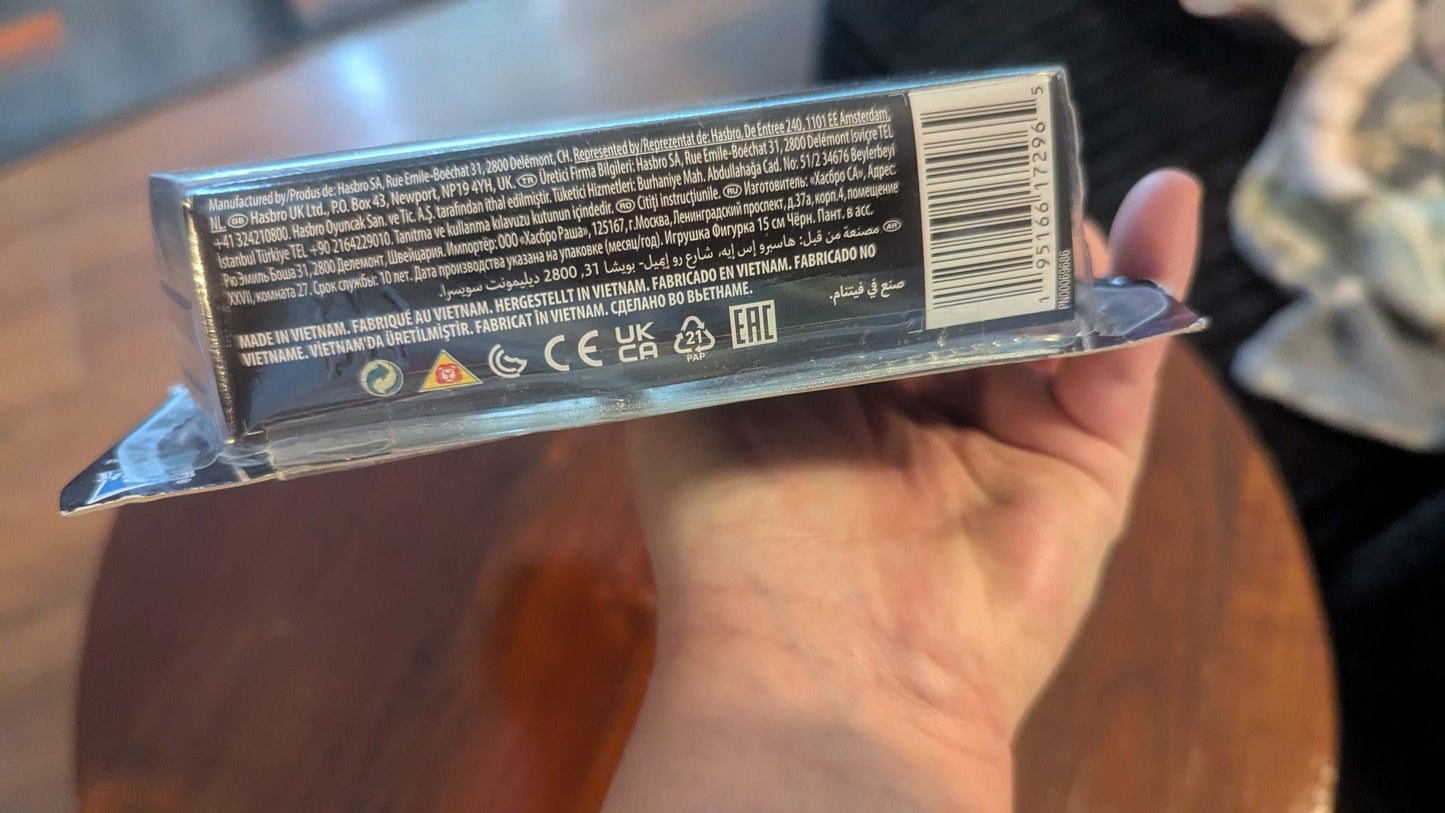 Manufactured by/Produs de: Hasbro SA, Rue Emile-Boéchat 31, 2800 Delémont, CH. Represented by/Reprezentat de: Hasbro, De Entree 240, 1101 EE Amsterdam,
NL GB Hasbro UK Ltd., P.O. Box 43, Newport, NP19 4YH, UK. TR Üretici Firma Bilgileri: Hasbro SA, Rue Emile-Boéchat 31, 2800 Delémont İsviçre TEL
+41 324210800. Hasbro Oyuncak San. ve Tic. A.Ş. tarafından ithal edilmiştir. Tüketici Hizmetleri: Burhaniye Mah. Abdullahağa Cad. No: 51/2 34676 Beylerbeyi
İstanbul Türkiye TEL +90 2164229010. Tanıtma ve kullanma kılavuzu kutunun içindedir. RO Citiți instrucțiunile. RU Изготовитель: «Хасбро СА», Адрес:
Рю Эмиль Боша 31, 2800 Делемонт, Швейцария. Импортёр: ООО «Хасбро Раша», 125167, г.Москва, Ленинградский проспект, д.37а, корп.4, помещение
XXVII, комната 27. Срок службы: 10 лет. Дата производства указана на упаковке (месяц/год). Игрушка Фигурка 15 см Чёрн. Пант. в асс.
AR مصنعة من قبل: هاسبرو إس إيه، شارع رو إيميل- بويشا 31, 2800 ديليمونت سويسرا.
صنع في فيتنام.
MADE IN VIETNAM. FABRIQUÉ AU VIETNAM. HERGESTELLT IN VIETNAM. FABRICADO EN VIETNAM. FABRICADO NO
VIETNAME. VİETNAM'DA ÜRETİLMİŞTİR. FABRICAT ÎN VIETNAM. СДЕЛАНО ВО ВЬЕТНАМЕ.
CE UK CA 21 PAP EAC
1 95166 17296 5
PN00069686